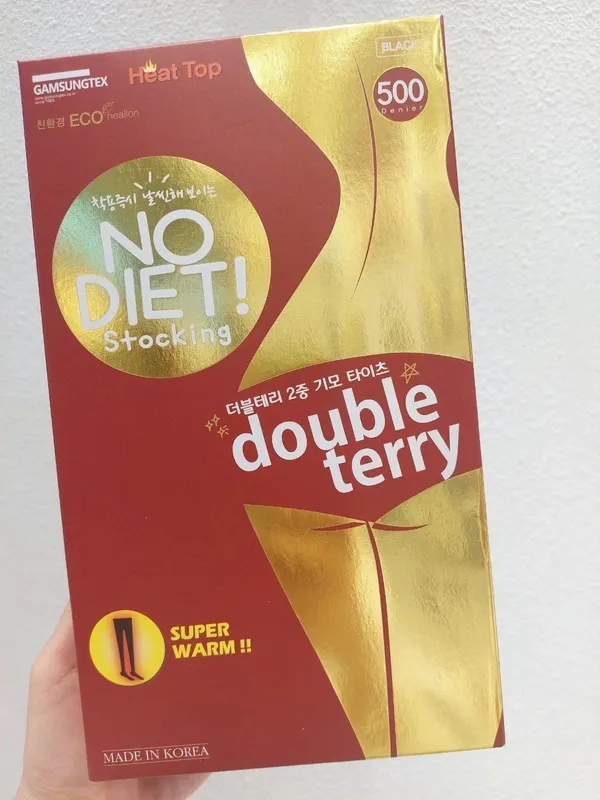 GAMSUNGTEX
Heat Top
친환경 ECO heallon
BLACK
500
Denier
착용즉시 날씬해 보이는
NO
DIET!
Stocking
더블테리 2중 기모 타이츠
double
terry
SUPER
WARM !!
MADE IN KOREA